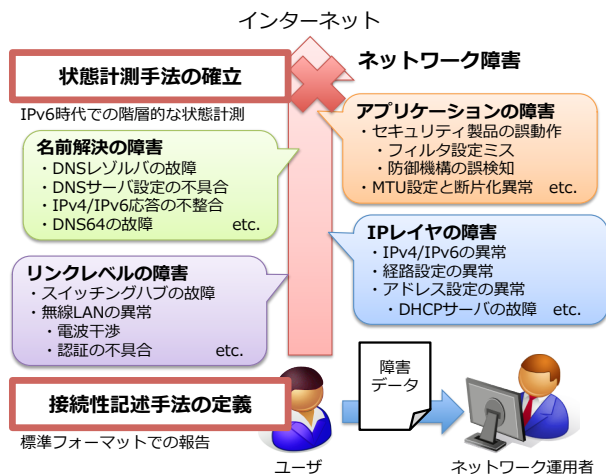 インターネット
状態計測手法の確立
ネットワーク障害
IPv6時代での階層的な状態計測
アプリケーションの障害
・セキュリティ製品の誤動作
・フィルタ設定ミス
・防御機構の誤検知
・MTU設定と断片化異常 etc.
名前解決の障害
・DNSレゾルバの故障
・DNSサーバ設定の不具合
・IPv4/IPv6応答の不整合
・DNS64の故障 etc.
IPレイヤの障害
・IPv4/IPv6の異常
・経路設定の異常
・アドレス設定の異常
・DHCPサーバの故障 etc.
リンクレベルの障害
・スイッチングハブの故障
・無線LANの異常
・電波干渉
・認証の不具合 etc.
接続性記述手法の定義
標準フォーマットでの報告
障害
データ
ユーザ
ネットワーク運用者